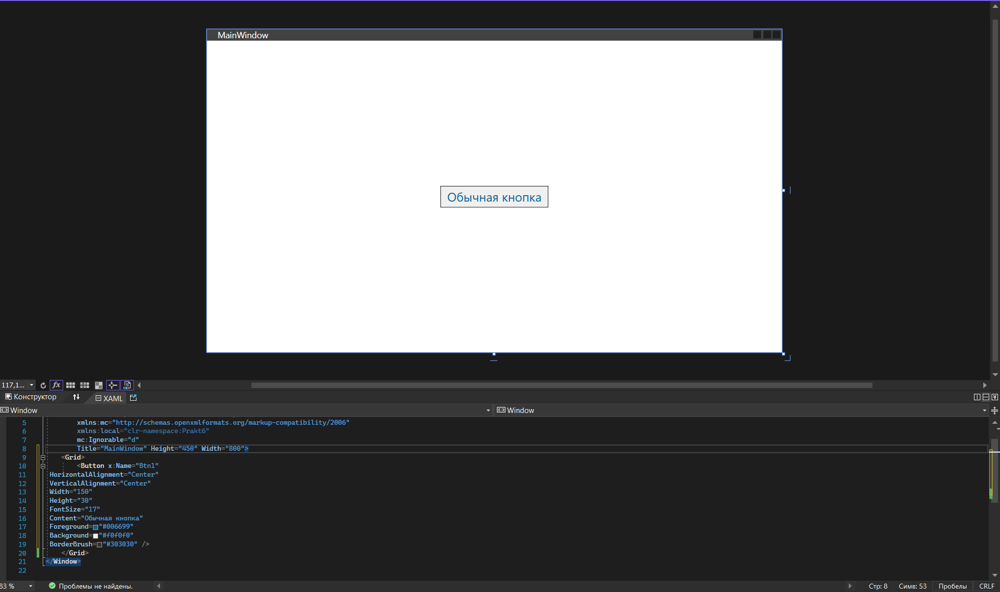 MainWindow
Обычная кнопка
117,1...
fx
Конструктор
XAML
Window
Window
5 xmlns:mc="http://schemas.openxmlformats.org/markup-compatibility/2006"
6 xmlns:local="clr-namespace:Prakt6"
7 mc:Ignorable="d"
8 Title="MainWindow" Height="450" Width="800">
9 <Grid>
10 <Button x:Name="Btn1"
11 HorizontalAlignment="Center"
12 VerticalAlignment="Center"
13 Width="150"
14 Height="30"
15 FontSize="17"
16 Content="Обычная кнопка"
17 Foreground="#006699"
18 Background="#f0f0f0"
19 BorderBrush="#303030" />
20 </Grid>
21 </Window>
22
83 % Проблемы не найдены. Стр: 8 Симв: 53 Пробелы CRLF